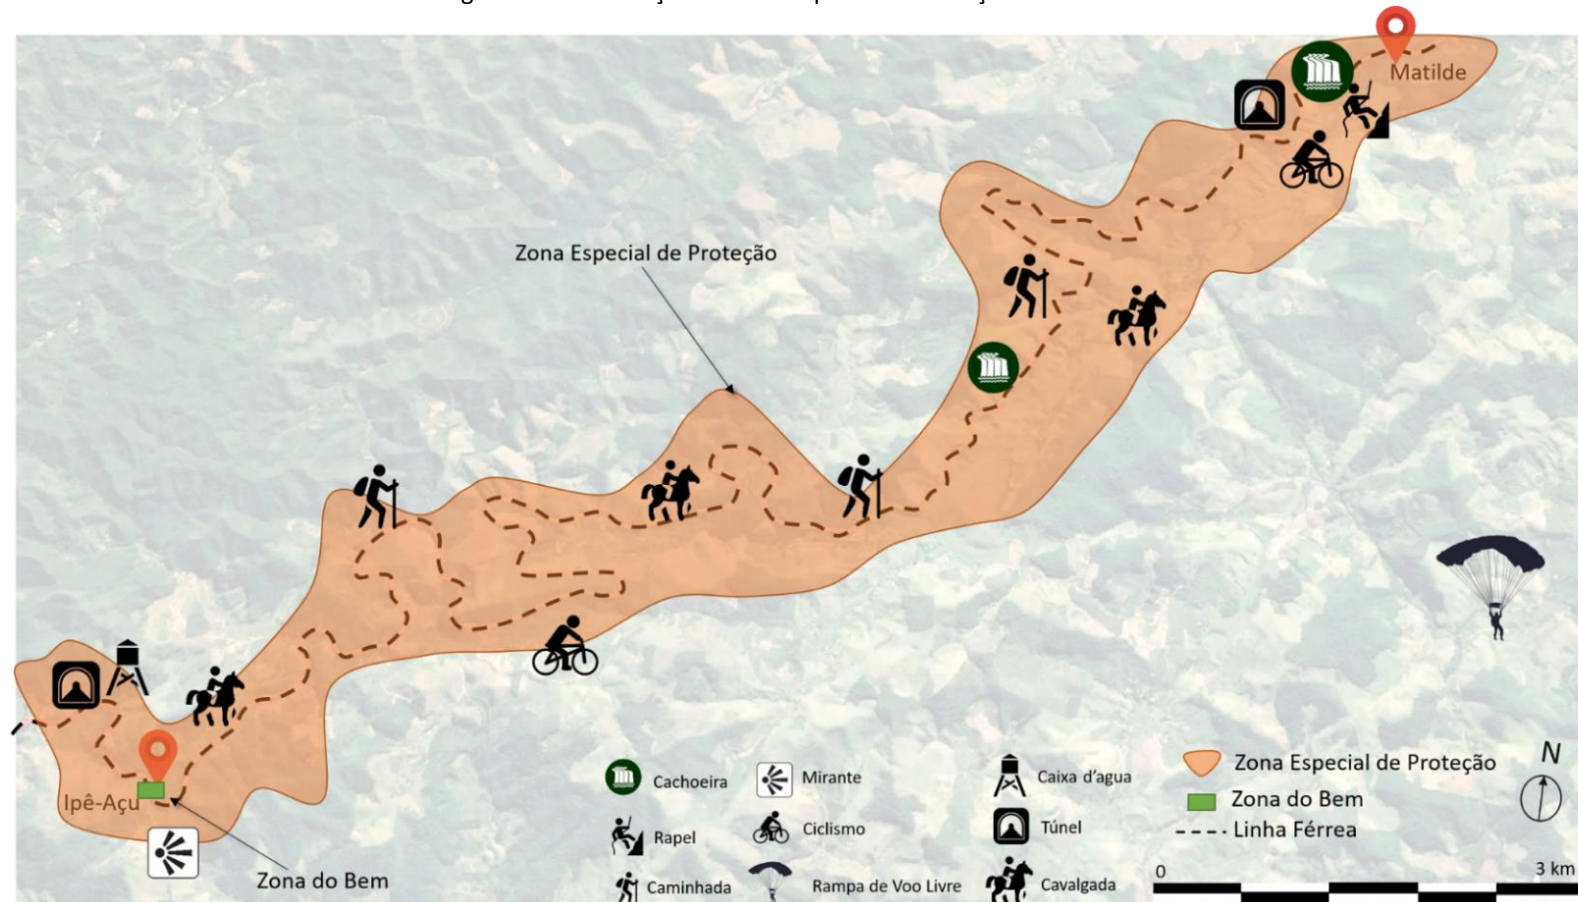 Matilde
Zona Especial de Proteção
Ipê-Açu
Zona do Bem
Cachoeira
Mirante
Caixa d'agua
Rapel
Ciclismo
Túnel
Caminhada
Rampa de Voo Livre
Cavalgada
Zona Especial de Proteção
Zona do Bem
Linha Férrea
N
0
3 km